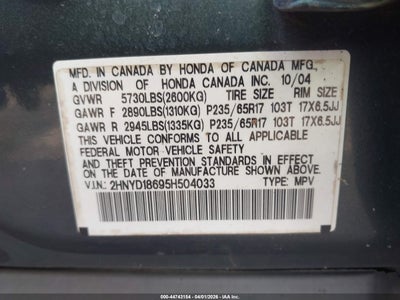 MFD. IN CANADA BY HONDA OF CANADA MFG.,
A DIVISION OF HONDA CANADA INC. 10/04
GVWR 5730LBS(2600KG) TIRE SIZE RIM SIZE
GAWR F 2890LBS(1310KG) P235/65R17 103T 17X6.5JJ
GAWR R 2945LBS(1335KG) P235/65R17 103T 17X6.5JJ
THIS VEHICLE CONFORMS TO ALL APPLICABLE
FEDERAL MOTOR VEHICLE SAFETY STANDARDS IN
EFFECT ON THE DATE OF MANUFACTURE SHOWN ABOVE.
V.I.N.: 2HNYD18695H504033 TYPE: MPV
000-44743154 - 04/01/2026 - IAA Inc.